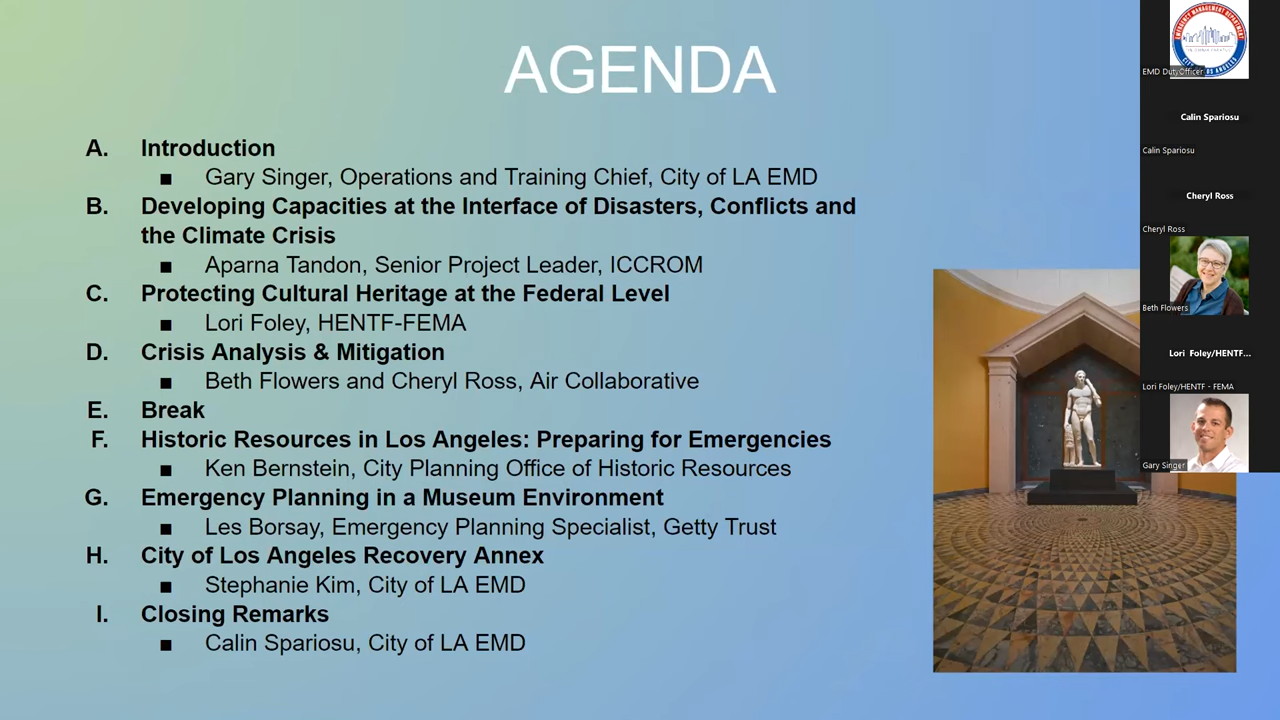 AGENDA
A. Introduction
■ Gary Singer, Operations and Training Chief, City of LA EMD
B. Developing Capacities at the Interface of Disasters, Conflicts and
the Climate Crisis
■ Aparna Tandon, Senior Project Leader, ICCROM
C. Protecting Cultural Heritage at the Federal Level
■ Lori Foley, HENTF-FEMA
D. Crisis Analysis & Mitigation
■ Beth Flowers and Cheryl Ross, Air Collaborative
E. Break
F. Historic Resources in Los Angeles: Preparing for Emergencies
■ Ken Bernstein, City Planning Office of Historic Resources
G. Emergency Planning in a Museum Environment
■ Les Borsay, Emergency Planning Specialist, Getty Trust
H. City of Los Angeles Recovery Annex
■ Stephanie Kim, City of LA EMD
I. Closing Remarks
■ Calin Spariosu, City of LA EMD
EMERGENCY MANAGEMENT DEPARTMENT
EMD DutyOfficer
Calin Spariosu
Calin Spariosu
Cheryl Ross
Cheryl Ross
Beth Flowers
Lori Foley/HENTF...
Lori Foley/HENTF - FEMA
Gary Singer